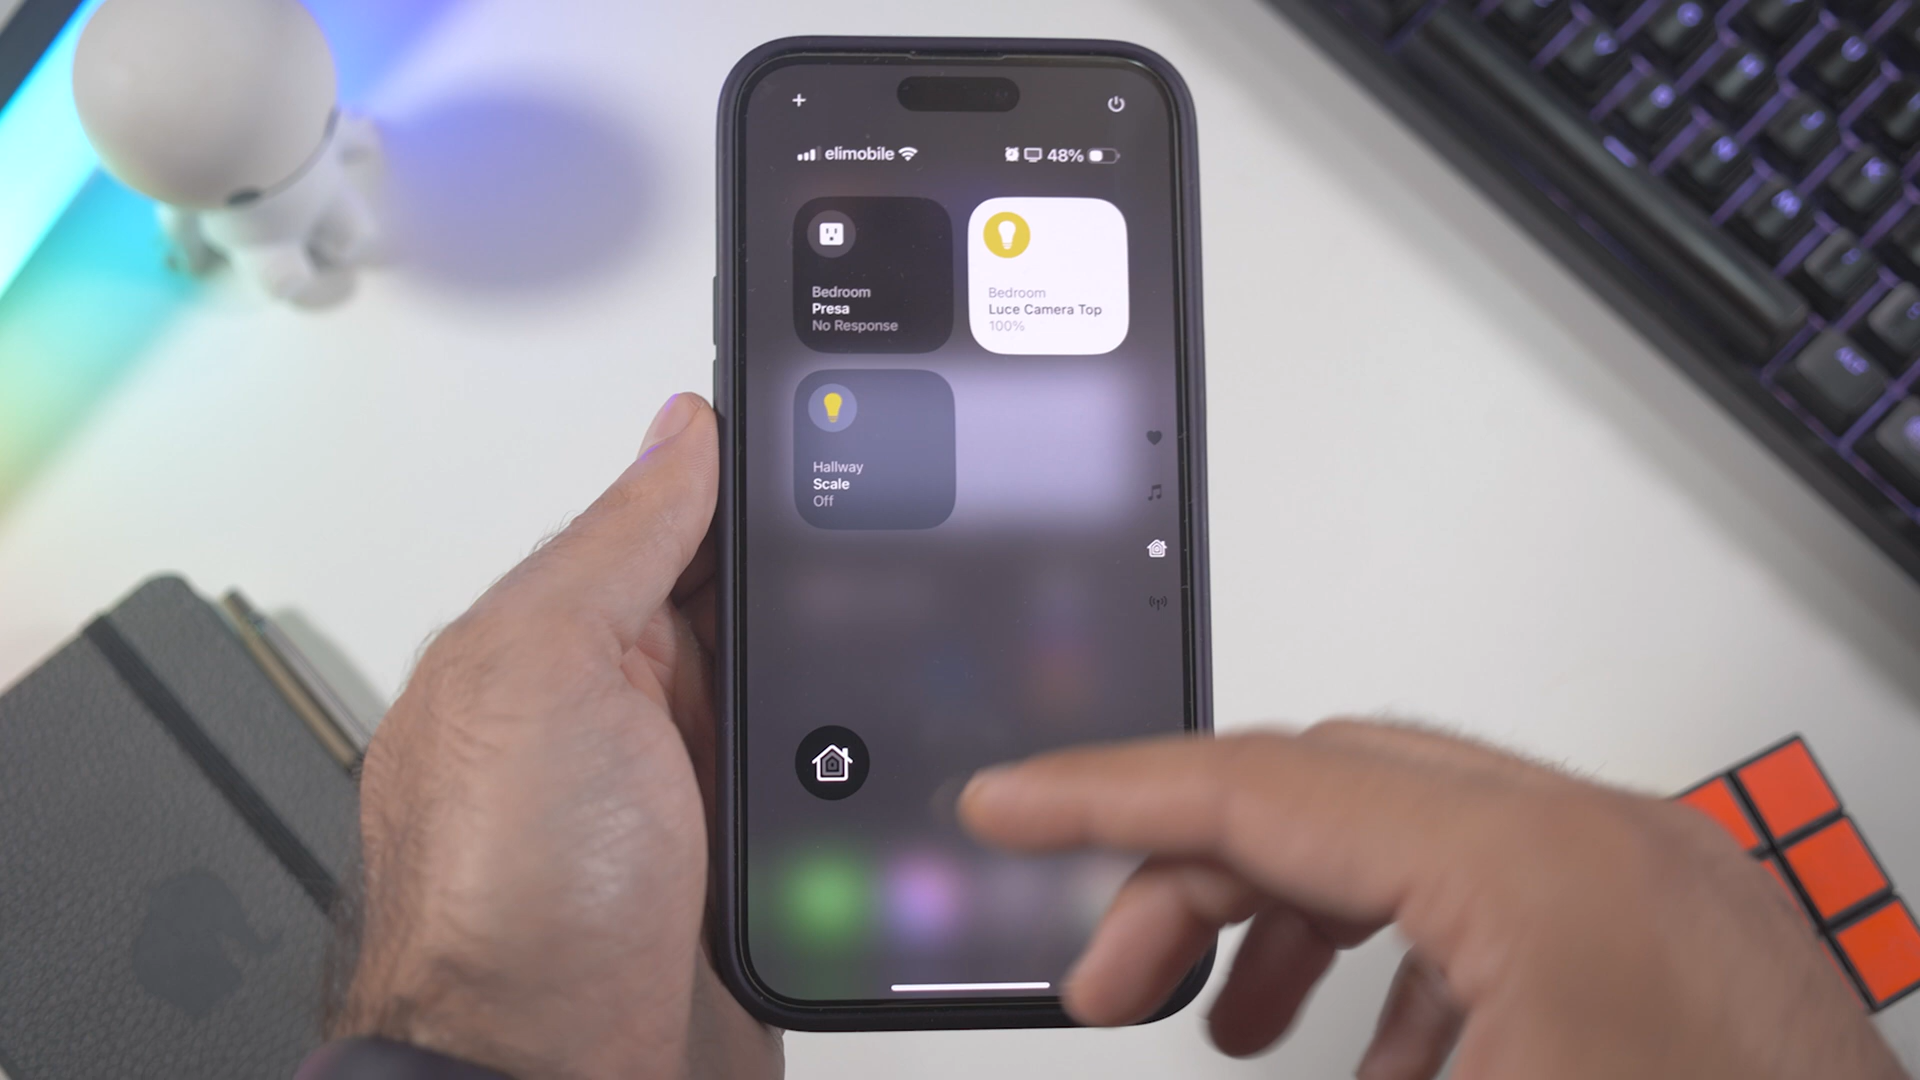 elimobile
48%
Bedroom
Presa
No Response
Bedroom
Luce Camera Top
100%
Hallway
Scale
Off